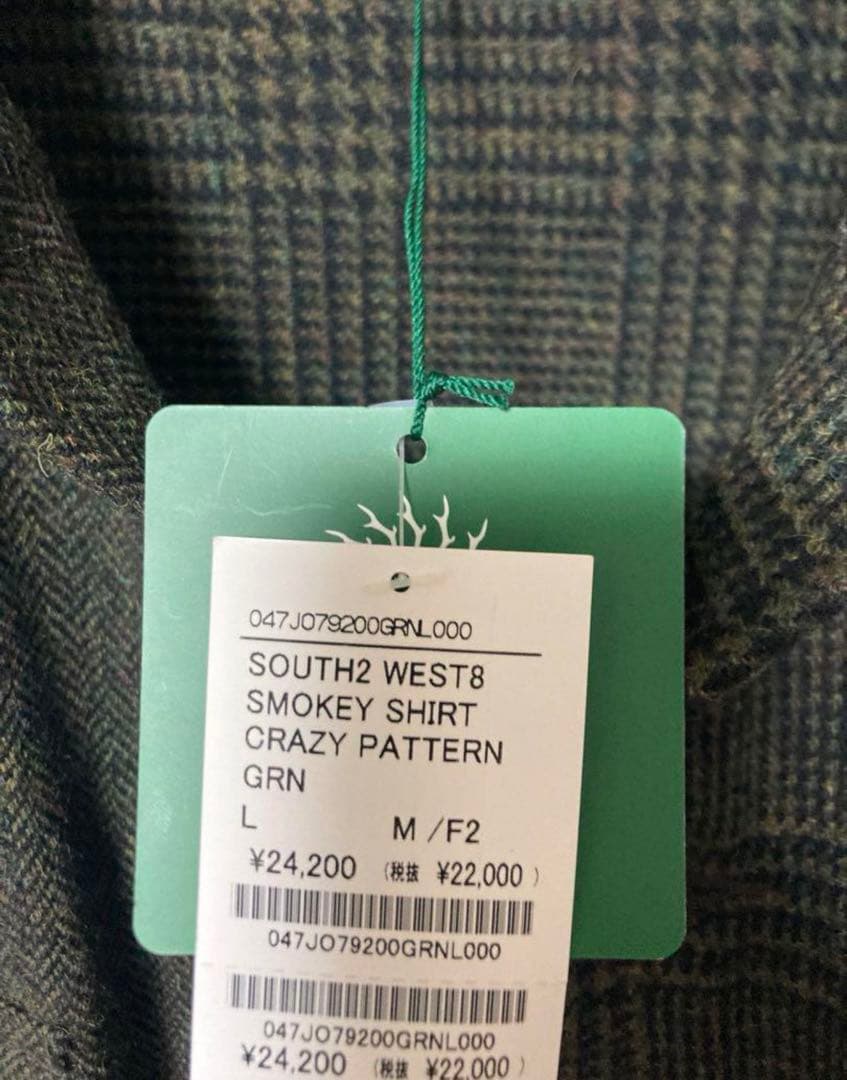 047JO79200GRNL000
SOUTH2 WEST8
SMOKEY SHIRT
CRAZY PATTERN
GRN
L M /F2
¥24,200 (税抜 ¥22,000 )
047JO79200GRNL000
047JO79200GRNL000
¥24,200 (税抜 ¥22,000 )